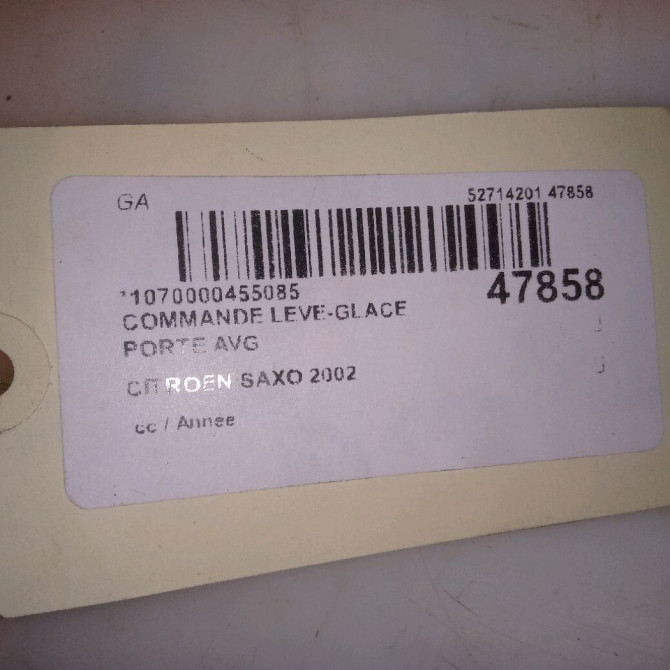 GA
52714201 47858
*1070000455085
47858
COMMANDE LEVE-GLACE
PORTE AVG
CITROEN SAXO 2002
cc / Annee